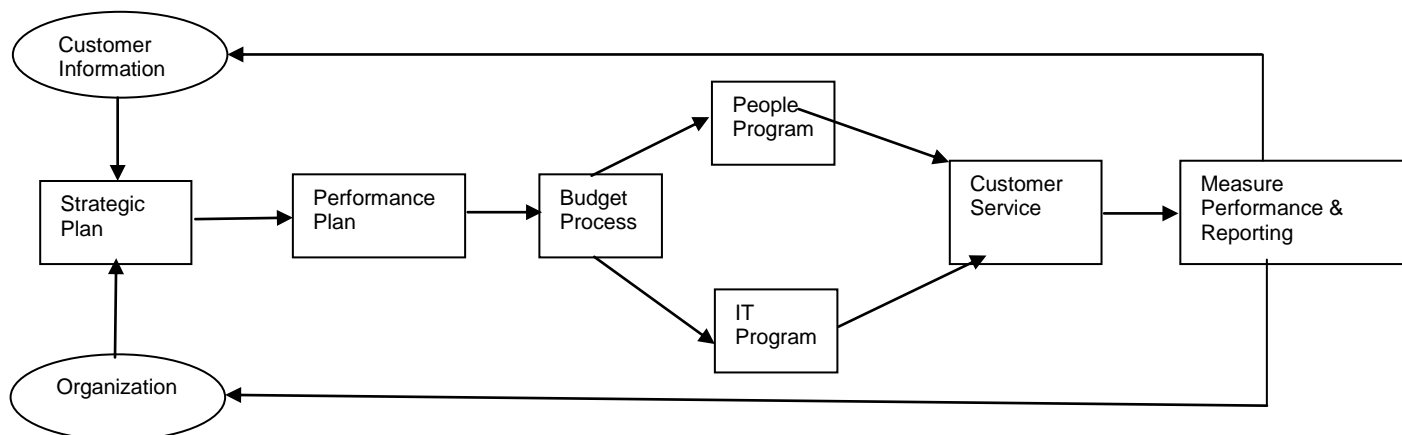 Customer
Information
People
Program
Strategic
Plan
Performance
Plan
Budget
Process
Customer
Service
Measure
Performance &
Reporting
IT
Program
Organization